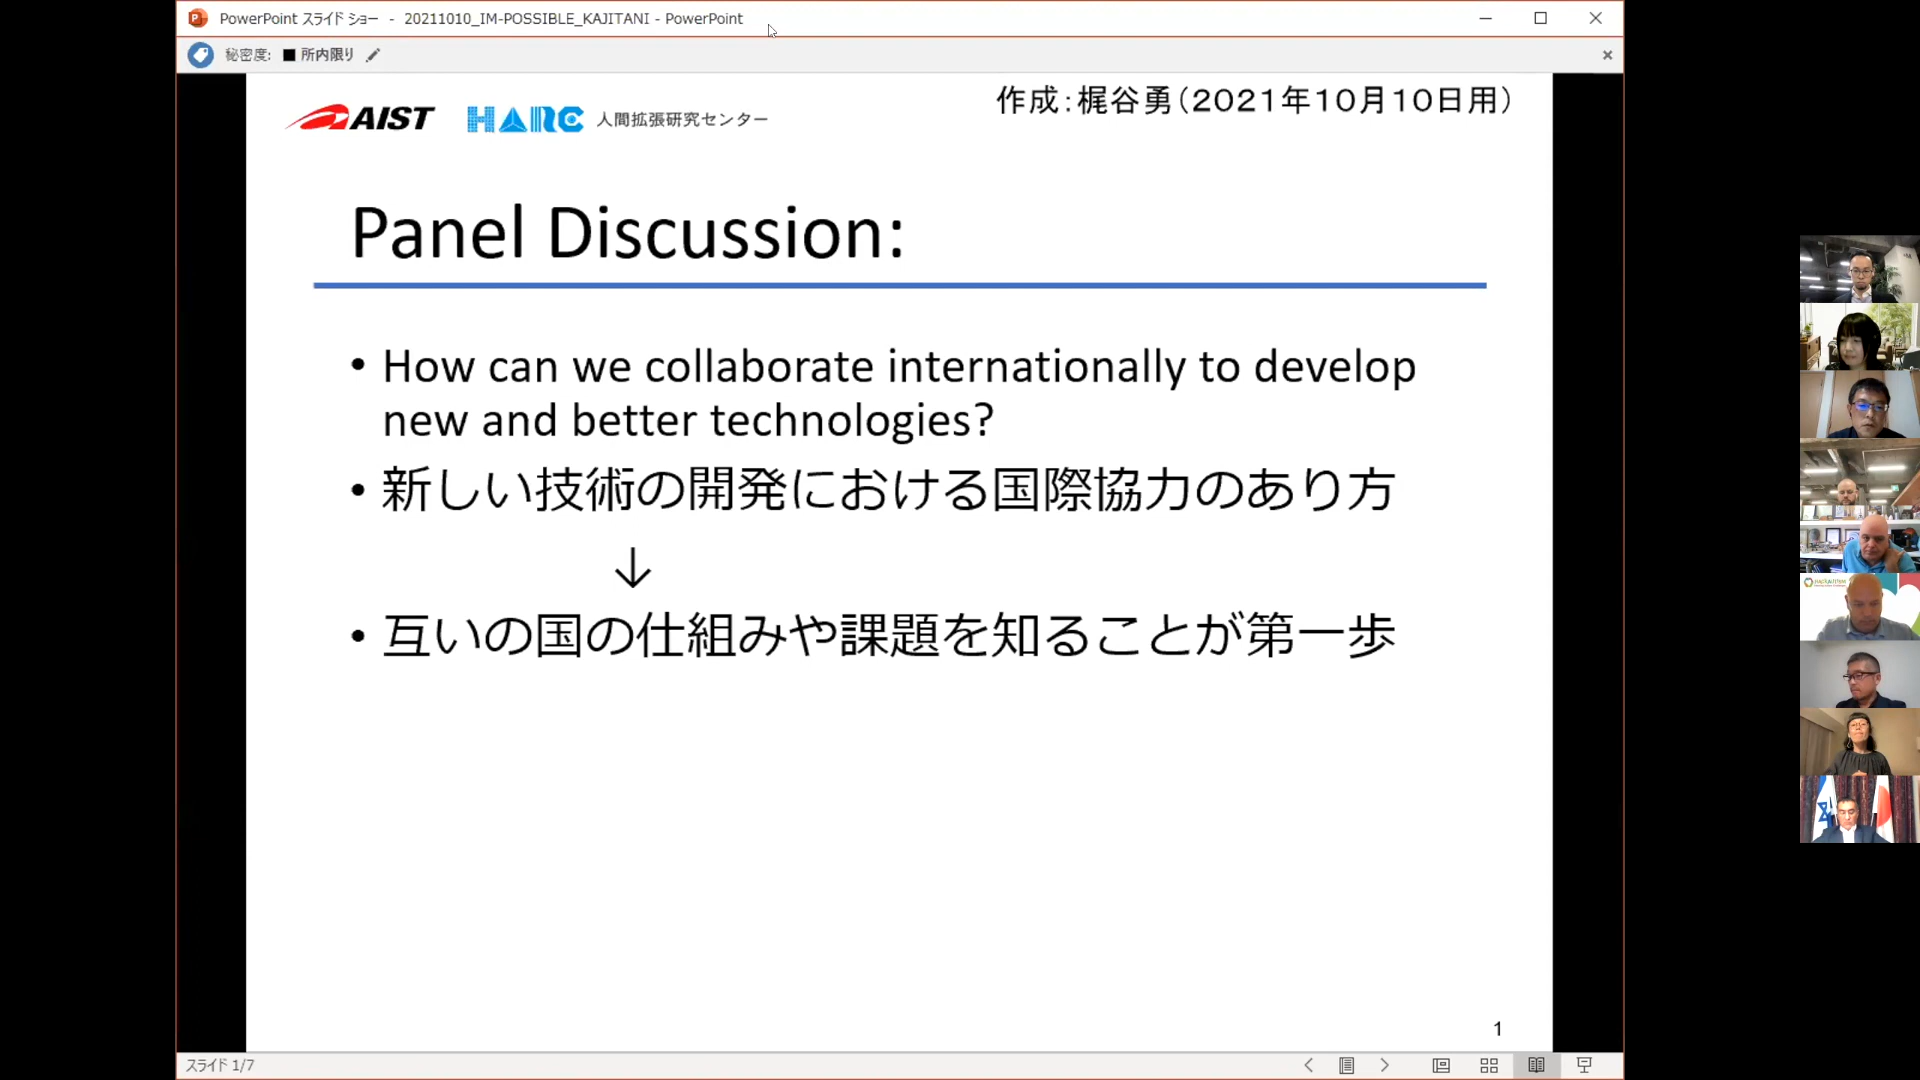 PowerPoint スライド ショー - 20211010_IM-POSSIBLE_KAJITANI - PowerPoint
秘密度: ■ 所内限り
AIST HARC 人間拡張研究センター
作成：梶谷勇（2021年10月10日用）
Panel Discussion:
• How can we collaborate internationally to develop
new and better technologies?
• 新しい技術の開発における国際協力のあり方
↓
• 互いの国の仕組みや課題を知ることが第一歩
1
スライド 1/7